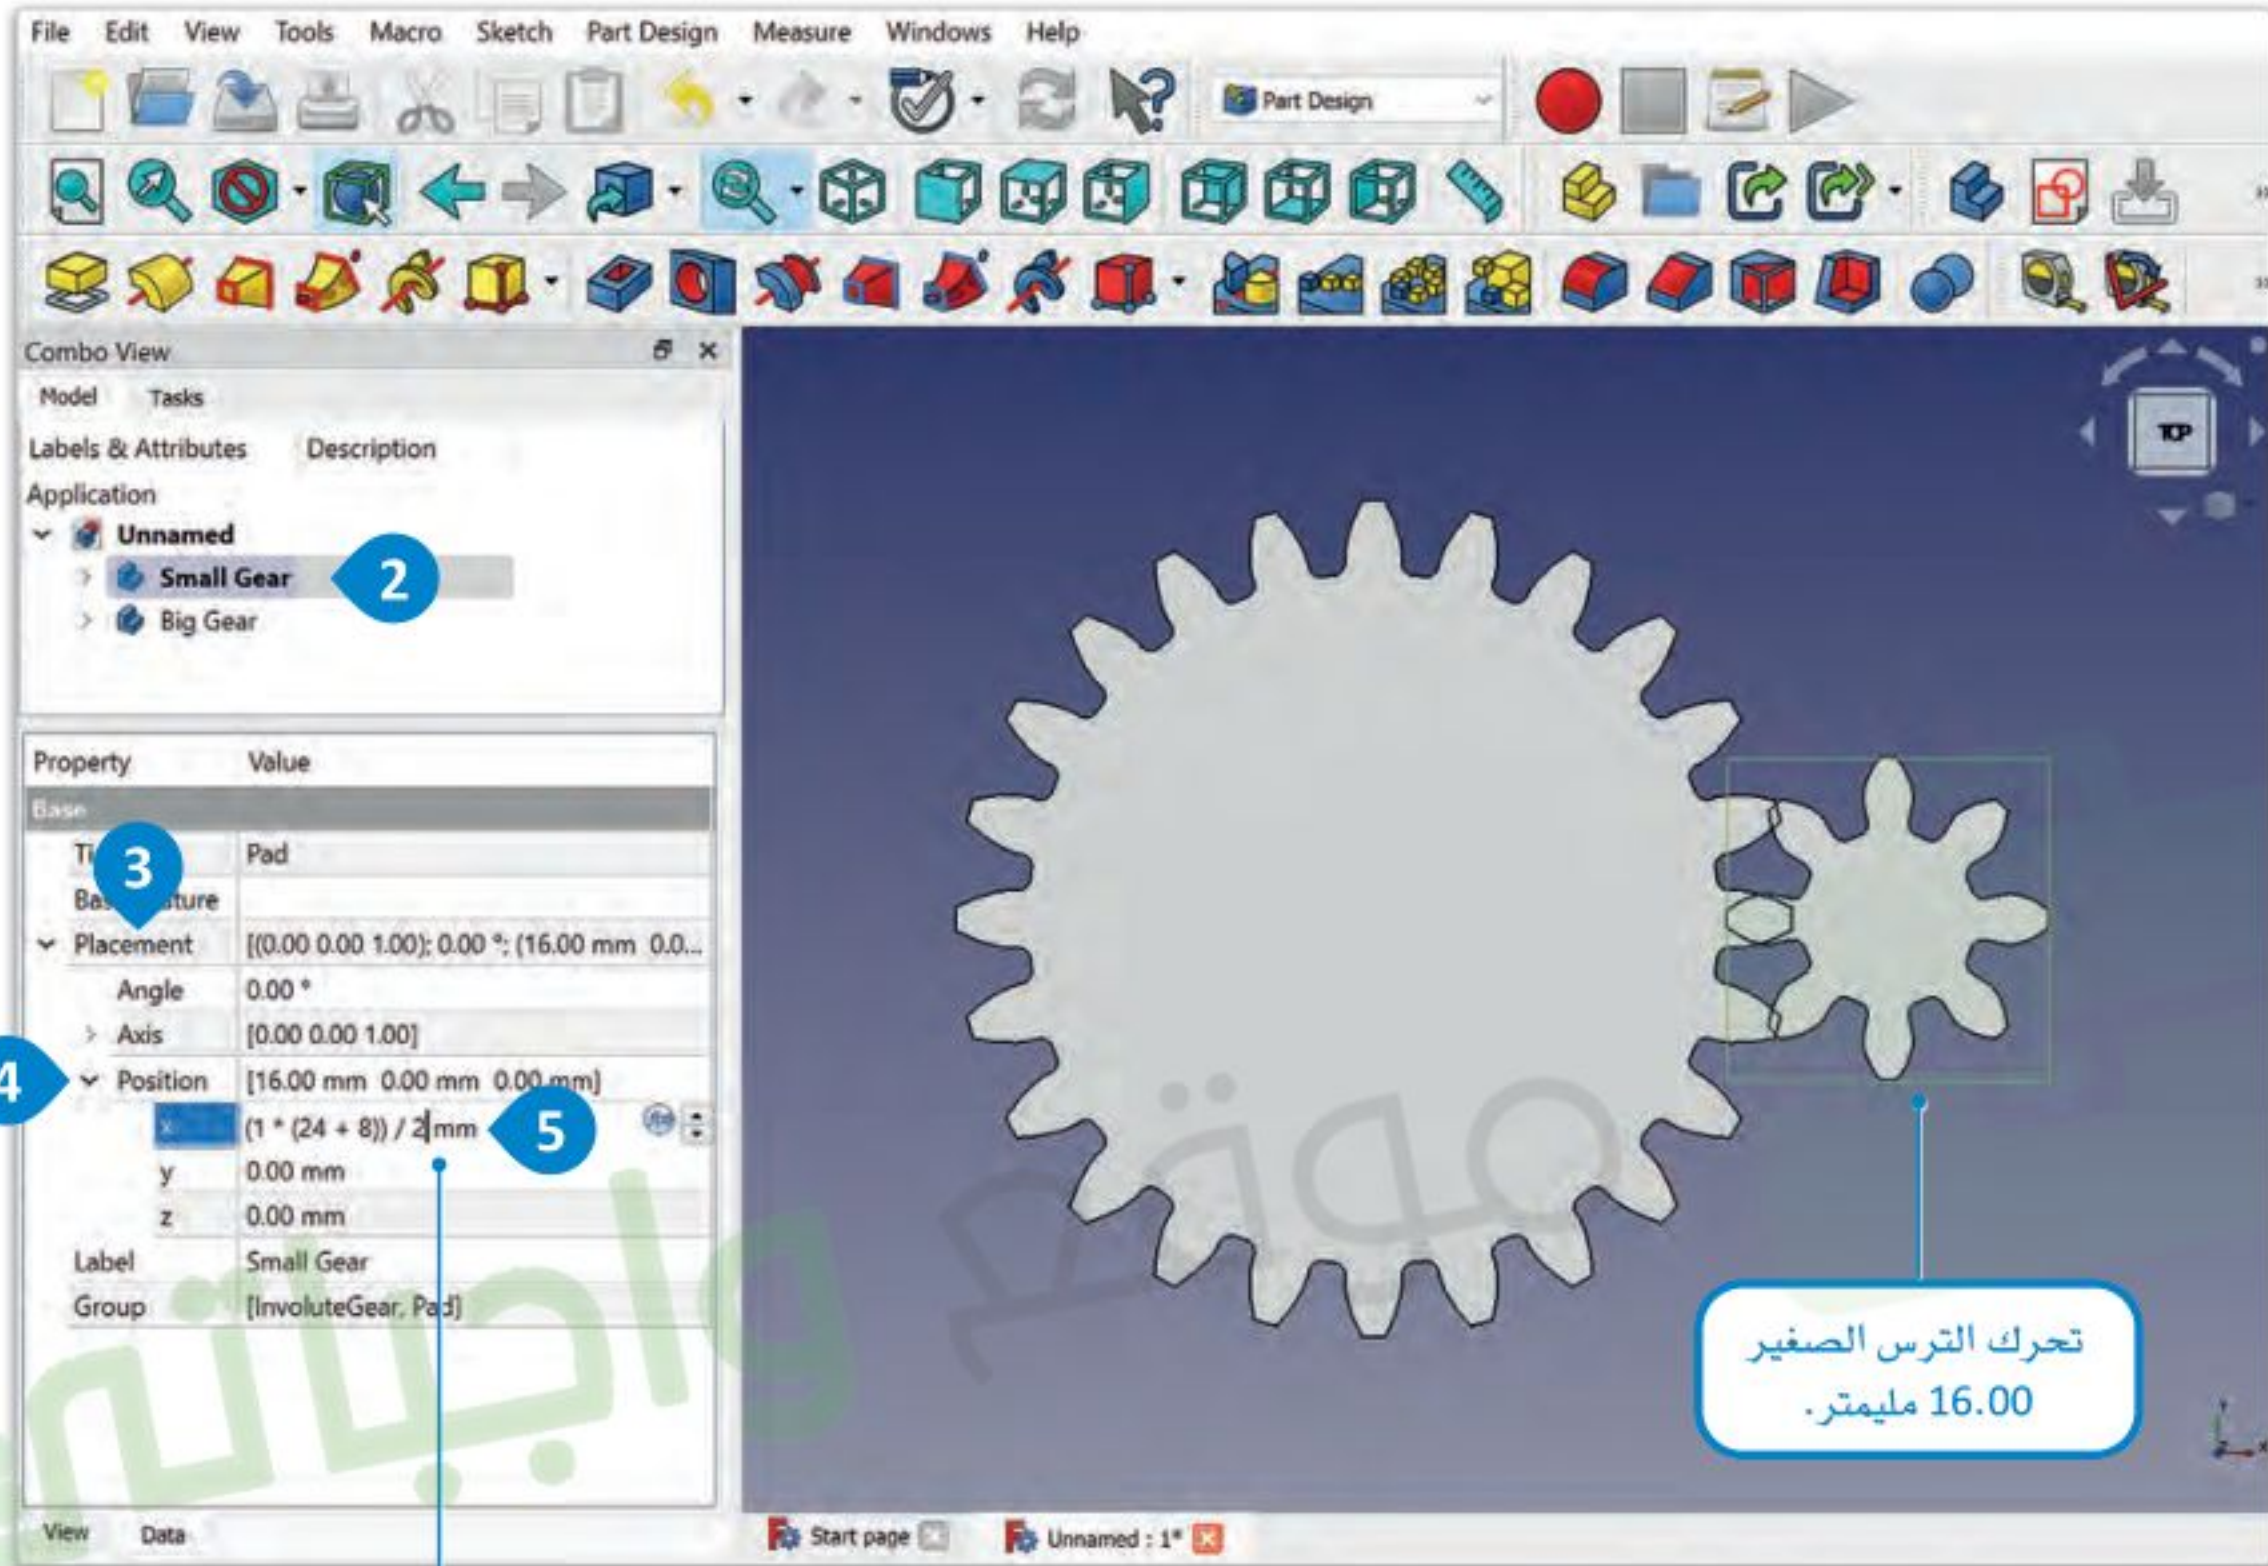 File Edit View Tools Macro Sketch Part Design Measure Windows Help
Part Design
Combo View
Model Tasks
Labels & Attributes Description
Application
Unnamed
Small Gear
2
Big Gear
Property Value
Base
3
Pad
Placement [(0.00 0.00 1.00); 0.00 °; (16.00 mm 0.0...
Angle 0.00 °
Axis [0.00 0.00 1.00]
4
Position [16.00 mm 0.00 mm 0.00 mm]
x (1 * (24 + 8)) / 2 mm
5
y 0.00 mm
z 0.00 mm
Label Small Gear
Group [InvoluteGear, Pad]
View Data
TOP
تحرك الترس الصغير
16.00 مليمتر.
Start page
Unnamed : 1*
موقع